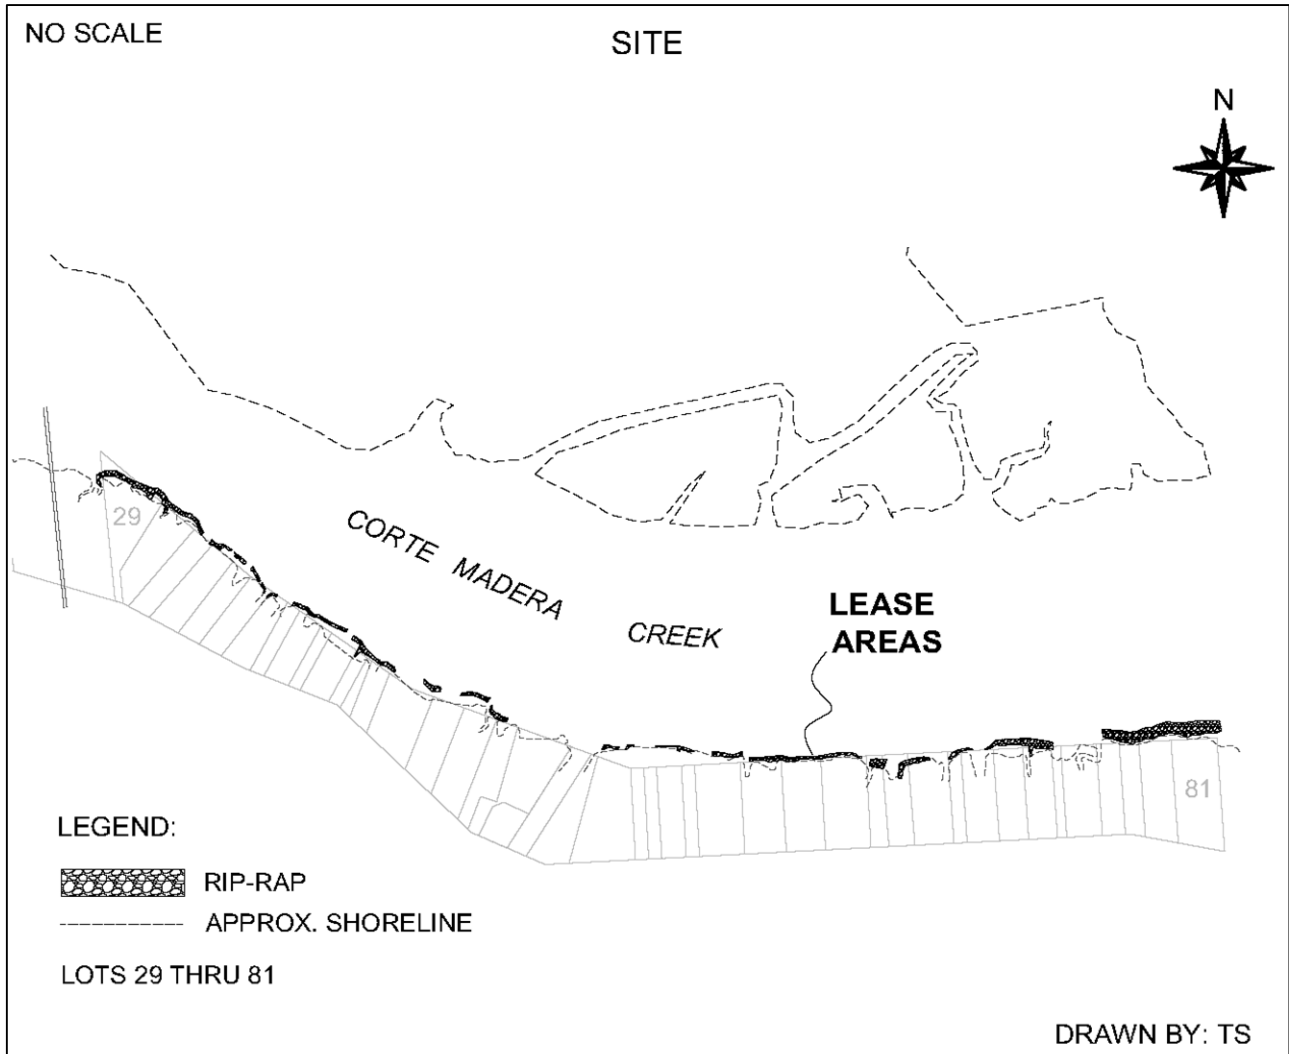 NO SCALE
SITE
N
29
CORTE MADERA CREEK
LEASE
AREAS
81
LEGEND:
RIP-RAP
APPROX. SHORELINE
LOTS 29 THRU 81
DRAWN BY: TS